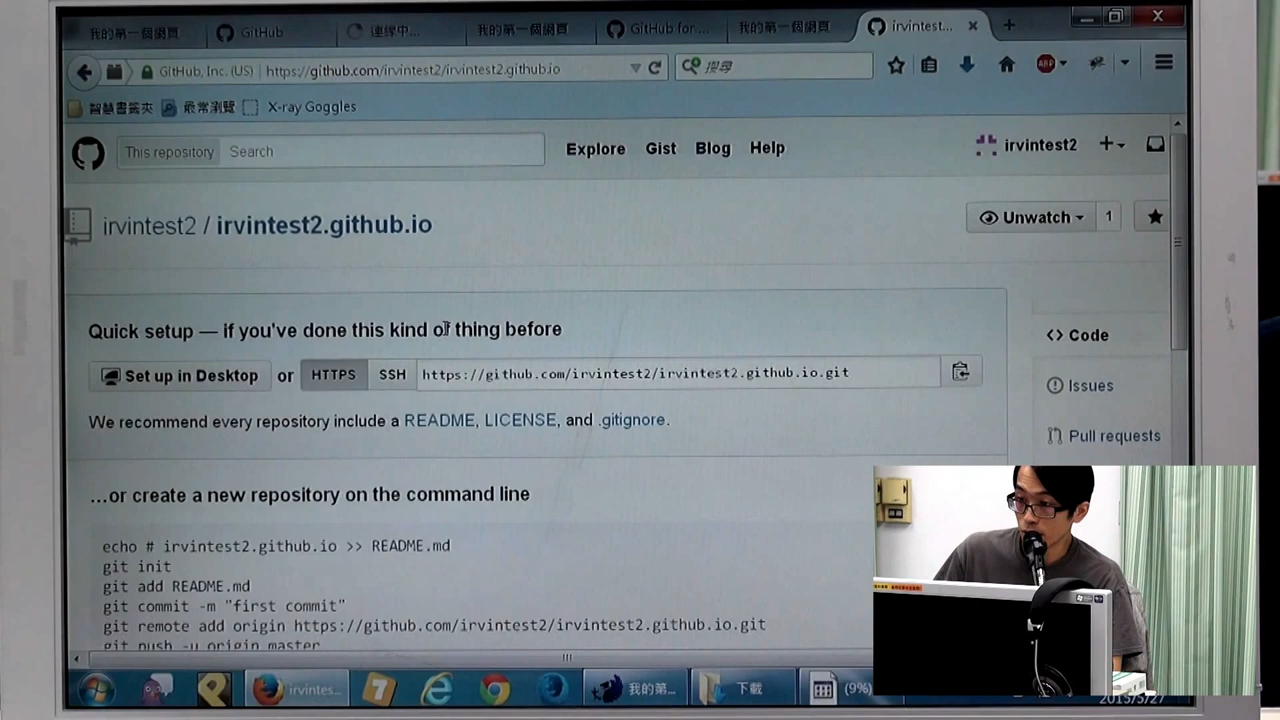 我的第一個網頁
GitHub
連線中...
我的第一個網頁
GitHub for...
我的第一個網頁
irvintest...
GitHub, Inc. (US)
https://github.com/irvintest2/irvintest2.github.io
搜尋
ABP
智慧書籤夾
最常瀏覽
X-ray Goggles
This repository
Search
Explore
Gist
Blog
Help
irvintest2
irvintest2 / irvintest2.github.io
Unwatch
1
Quick setup — if you've done this kind of thing before
Set up in Desktop or HTTPS SSH https://github.com/irvintest2/irvintest2.github.io.git
We recommend every repository include a README, LICENSE, and .gitignore.
Code
Issues
Pull requests
…or create a new repository on the command line
echo # irvintest2.github.io >> README.md
git init
git add README.md
git commit -m "first commit"
git remote add origin https://github.com/irvintest2/irvintest2.github.io.git
git push -u origin master
irvintes...
我的第...
下載
(9%)
2015/3/27